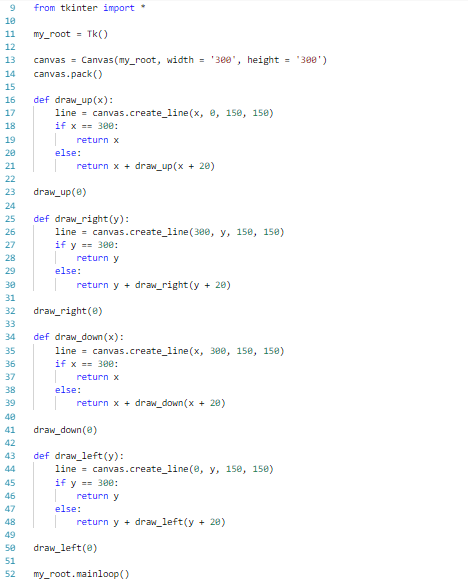 9 from tkinter import *
10
11 my_root = Tk()
12
13 canvas = Canvas(my_root, width = '300', height = '300')
14 canvas.pack()
15
16 def draw_up(x):
17     line = canvas.create_line(x, 0, 150, 150)
18     if x == 300:
19         return x
20     else:
21         return x + draw_up(x + 20)
22
23 draw_up(0)
24
25 def draw_right(y):
26     line = canvas.create_line(300, y, 150, 150)
27     if y == 300:
28         return y
29     else:
30         return y + draw_right(y + 20)
31
32 draw_right(0)
33
34 def draw_down(x):
35     line = canvas.create_line(x, 300, 150, 150)
36     if x == 300:
37         return x
38     else:
39         return x + draw_down(x + 20)
40
41 draw_down(0)
42
43 def draw_left(y):
44     line = canvas.create_line(0, y, 150, 150)
45     if y == 300:
46         return y
47     else:
48         return y + draw_left(y + 20)
49
50 draw_left(0)
51
52 my_root.mainloop()